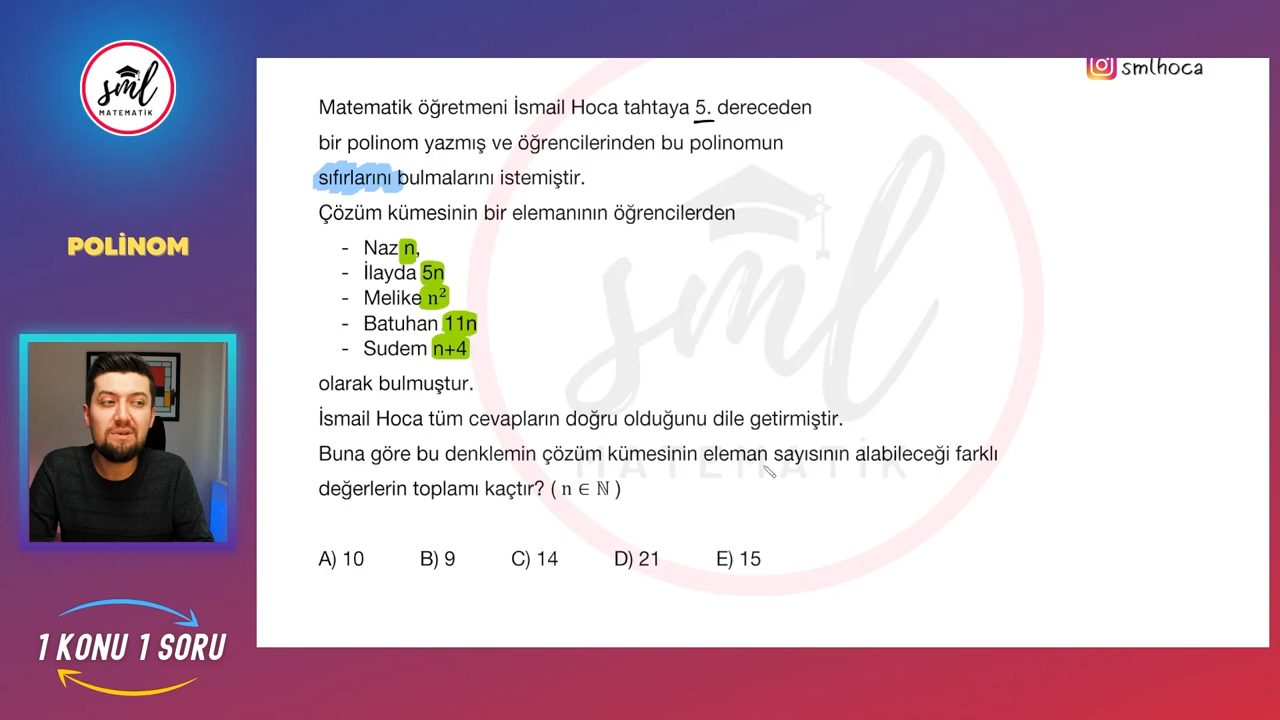 sml
MATEMATİK
smlhoca
POLİNOM
Matematik öğretmeni İsmail Hoca tahtaya 5. dereceden
bir polinom yazmış ve öğrencilerinden bu polinomun
sıfırlarını bulmalarını istemiştir.
Çözüm kümesinin bir elemanının öğrencilerden
- Naz n,
- İlayda 5n
- Melike n²
- Batuhan 11n
- Sudem n+4
olarak bulmuştur.
İsmail Hoca tüm cevapların doğru olduğunu dile getirmiştir.
Buna göre bu denklemin çözüm kümesinin eleman sayısının alabileceği farklı
değerlerin toplamı kaçtır? ( n ∈ ℕ )
A) 10 B) 9 C) 14 D) 21 E) 15
sml
MATEMATİK
1 KONU 1 SORU